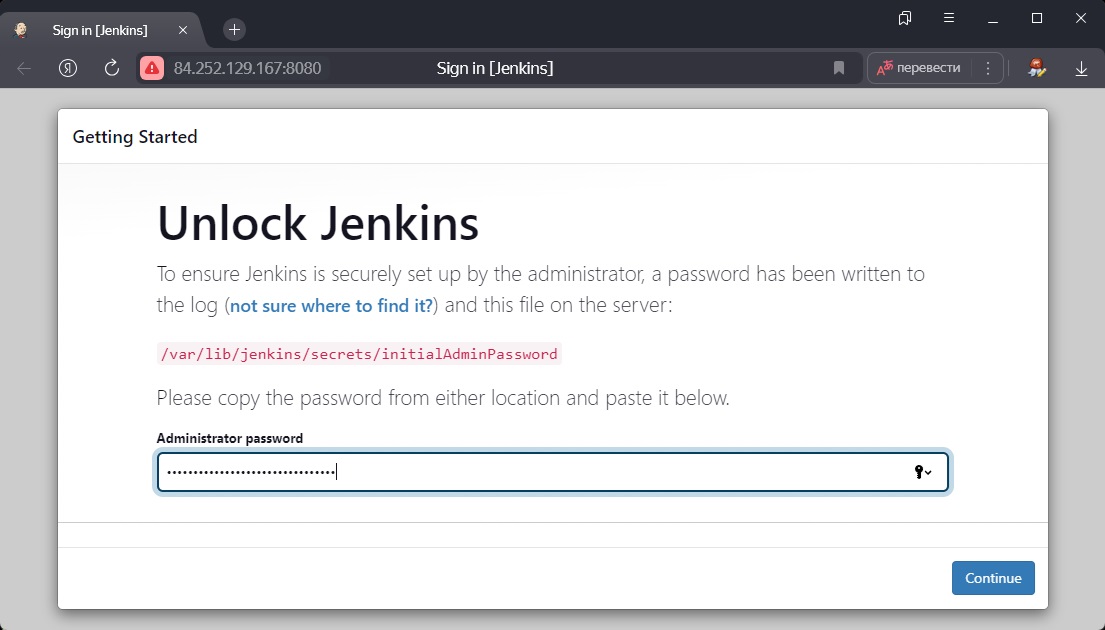 Sign in [Jenkins]
84.252.129.167:8080
Sign in [Jenkins]
перевести
Getting Started
Unlock Jenkins
To ensure Jenkins is securely set up by the administrator, a password has been written to
the log (not sure where to find it?) and this file on the server:
/var/lib/jenkins/secrets/initialAdminPassword
Please copy the password from either location and paste it below.
Administrator password
••••••••••••••••••••••••••••••••
Continue